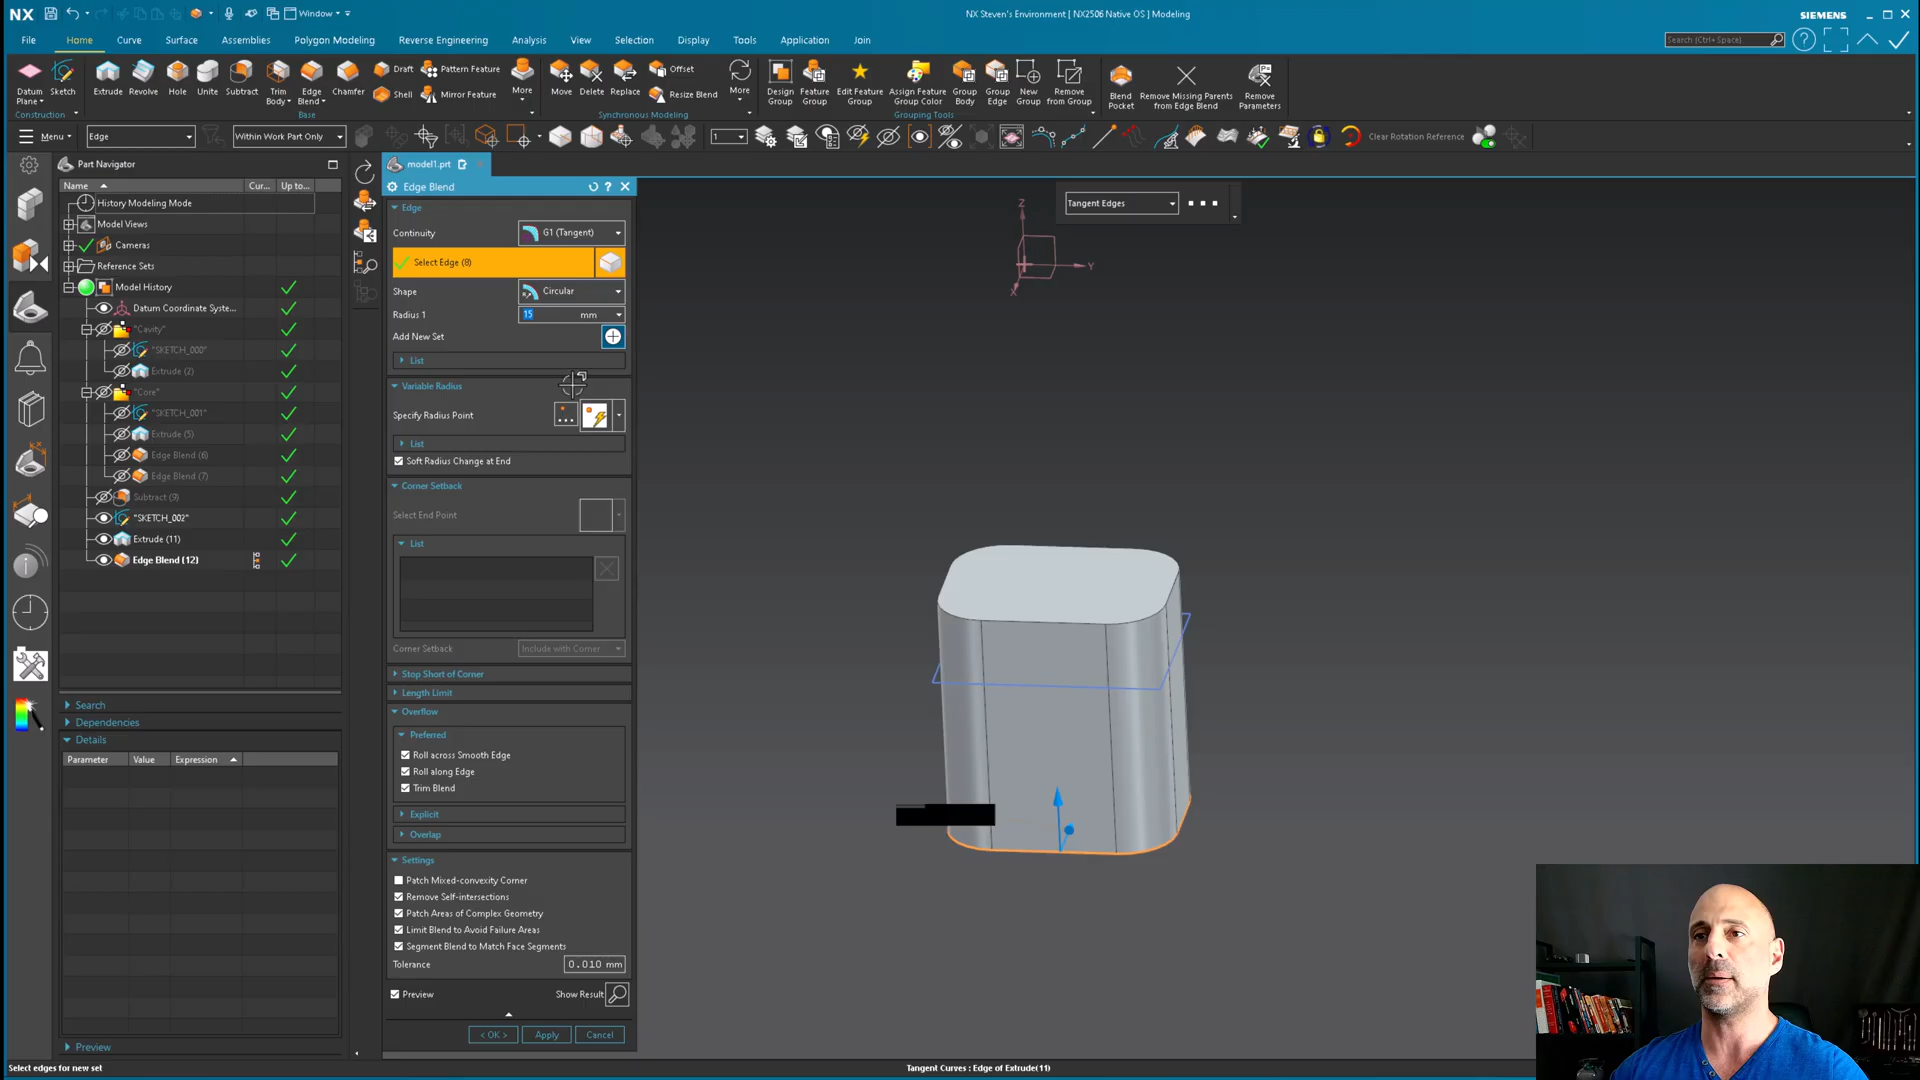 NX
Window
NX Steven's Environment [ NX2506 Native OS ] Modeling
SIEMENS
File Home Curve Surface Assemblies Polygon Modeling Reverse Engineering Analysis View Selection Display Tools Application Join
Search (Ctrl+Space)
Datum Plane
Sketch
Extrude
Revolve
Hole
Unite
Subtract
Trim Body
Edge Blend
Chamfer
Draft
Shell
Pattern Feature
Mirror Feature
More
Move
Delete
Replace
Offset
Resize Blend
More
Design Group
Feature Group
Edit Feature Group
Assign Feature Group Color
Group Body
Group Edge
New Group
Remove from Group
Blend Pocket
Remove Missing Parents from Edge Blend
Remove Parameters
Construction
Base
Synchronous Modeling
Grouping Tools
Menu
Edge
Within Work Part Only
1
Clear Rotation Reference
Part Navigator
Name Cur... Up to...
History Modeling Mode
Model Views
Cameras
Reference Sets
Model History
Datum Coordinate Syste...
"Cavity"
"SKETCH_000"
Extrude (2)
"Core"
"SKETCH_001"
Extrude (5)
Edge Blend (6)
Edge Blend (7)
Subtract (9)
"SKETCH_002"
Extrude (11)
Edge Blend (12)
Search
Dependencies
Details
Parameter Value Expression
Preview
model1.prt
Edge Blend
Edge
Continuity G1 (Tangent)
Select Edge (8)
Shape Circular
Radius 1 15 mm
Add New Set
List
Variable Radius
Specify Radius Point
List
Soft Radius Change at End
Corner Setback
Select End Point
List
Corner Setback Include with Corner
Stop Short of Corner
Length Limit
Overflow
Preferred
Roll across Smooth Edge
Roll along Edge
Trim Blend
Explicit
Overlap
Settings
Patch Mixed-convexity Corner
Remove Self-intersections
Patch Areas of Complex Geometry
Limit Blend to Avoid Failure Areas
Segment Blend to Match Face Segments
Tolerance 0.010 mm
Preview Show Result
< OK > Apply Cancel
Tangent Edges
Z
Y
X
Select edges for new set
Tangent Curves : Edge of Extrude(11)